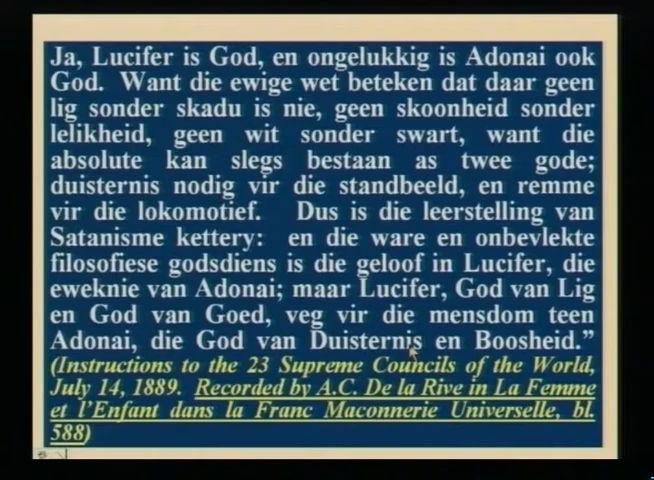 Ja, Lucifer is God, en ongelukkig is Adonai ook
God. Want die ewige wet beteken dat daar geen
lig sonder skadu is nie, geen skoonheid sonder
lelikheid, geen wit sonder swart, want die
absolute kan slegs bestaan as twee gode;
duisternis nodig vir die standbeeld, en remme
vir die lokomotief. Dus is die leerstelling van
Satanisme kettery: en die ware en onbevlekte
filosofiese godsdiens is die geloof in Lucifer, die
eweknie van Adonai; maar Lucifer, God van Lig
en God van Goed, veg vir die mensdom teen
Adonai, die God van Duisternis en Boosheid.”
(Instructions to the 23 Supreme Councils of the World,
July 14, 1889. Recorded by A.C. De la Rive in La Femme
et l'Enfant dans la Franc Maconnerie Universelle, bl.
588)